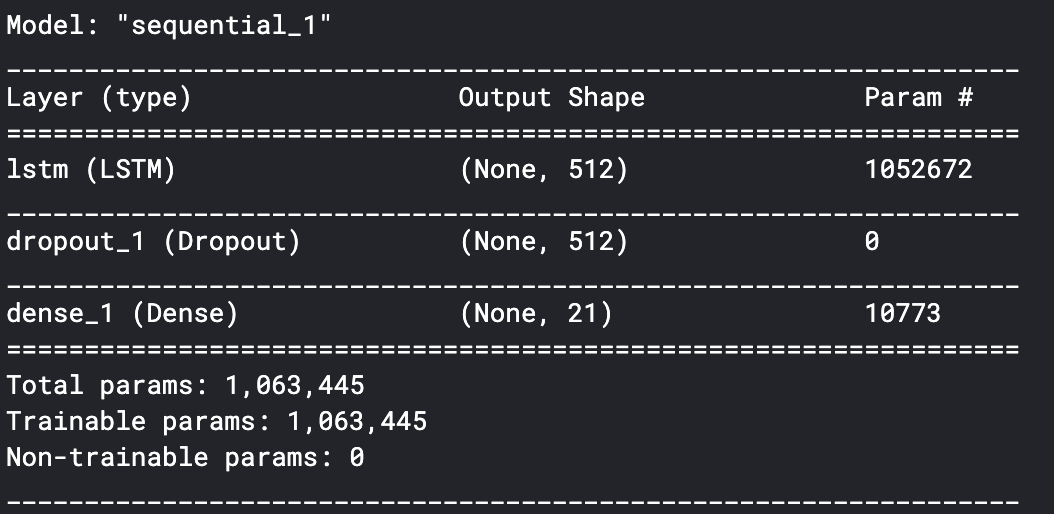 Model: "sequential_1"
_________________________________________________________________
Layer (type)                 Output Shape              Param #
=================================================================
lstm (LSTM)                  (None, 512)               1052672
_________________________________________________________________
dropout_1 (Dropout)          (None, 512)               0
_________________________________________________________________
dense_1 (Dense)              (None, 21)                10773
=================================================================
Total params: 1,063,445
Trainable params: 1,063,445
Non-trainable params: 0
_________________________________________________________________